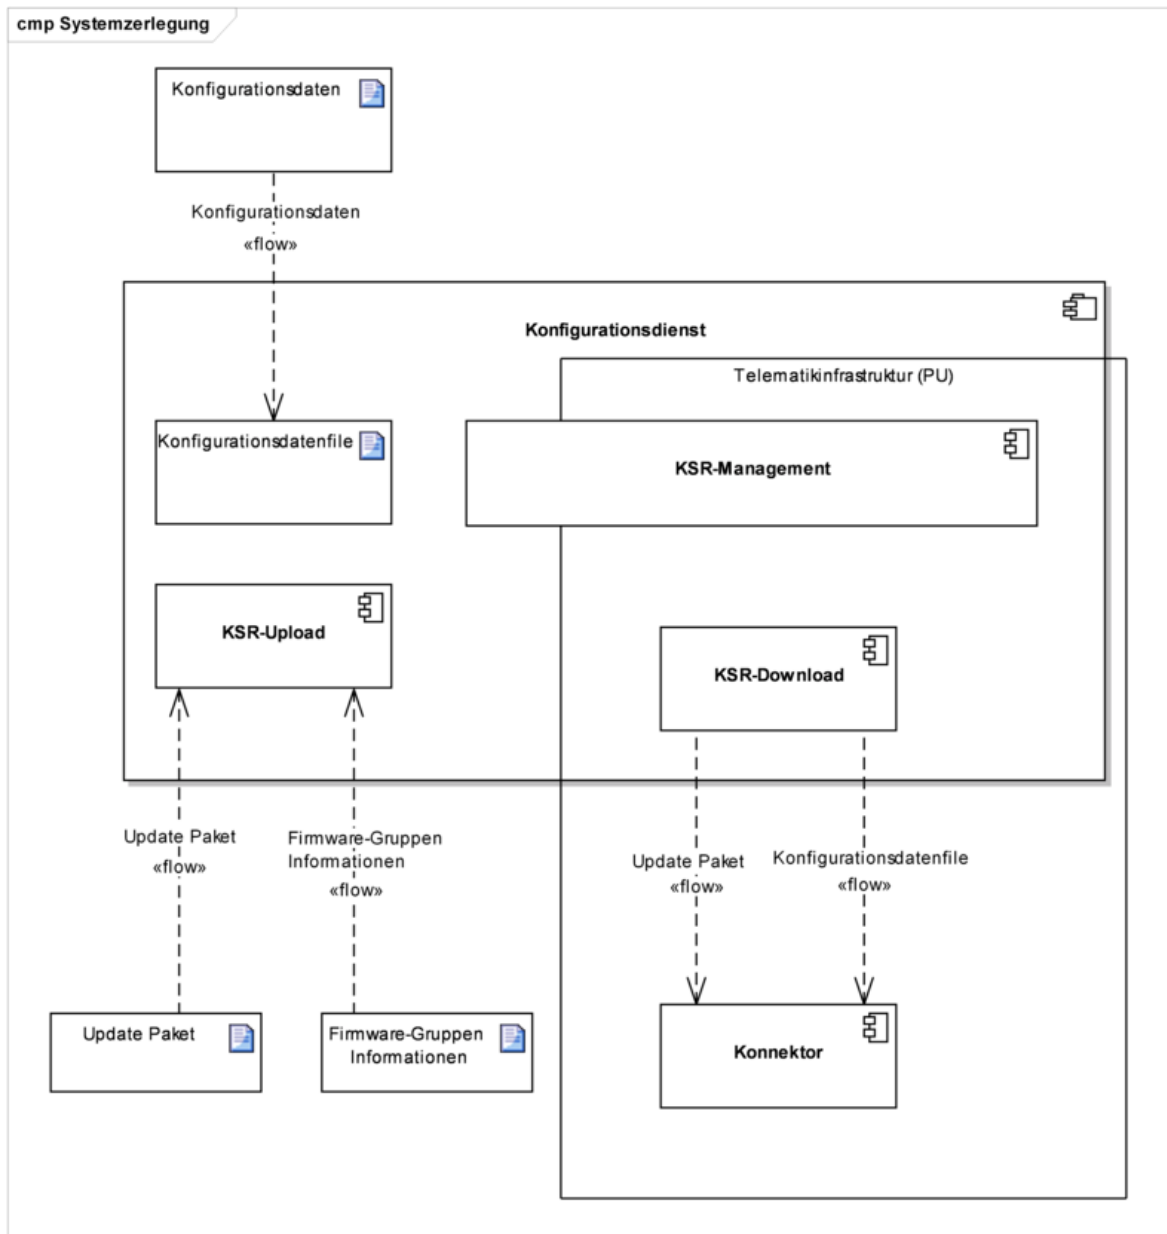 cmp Systemzerlegung
Konfigurationsdaten
Konfigurationsdaten
«flow»
Konfigurationsdienst
Telematikinfrastruktur (PU)
Konfigurationsdatenfile
KSR-Management
KSR-Upload
KSR-Download
Update Paket
«flow»
Firmware-Gruppen
Informationen
«flow»
Update Paket
«flow»
Konfigurationsdatenfile
«flow»
Update Paket
Firmware-Gruppen
Informationen
Konnektor